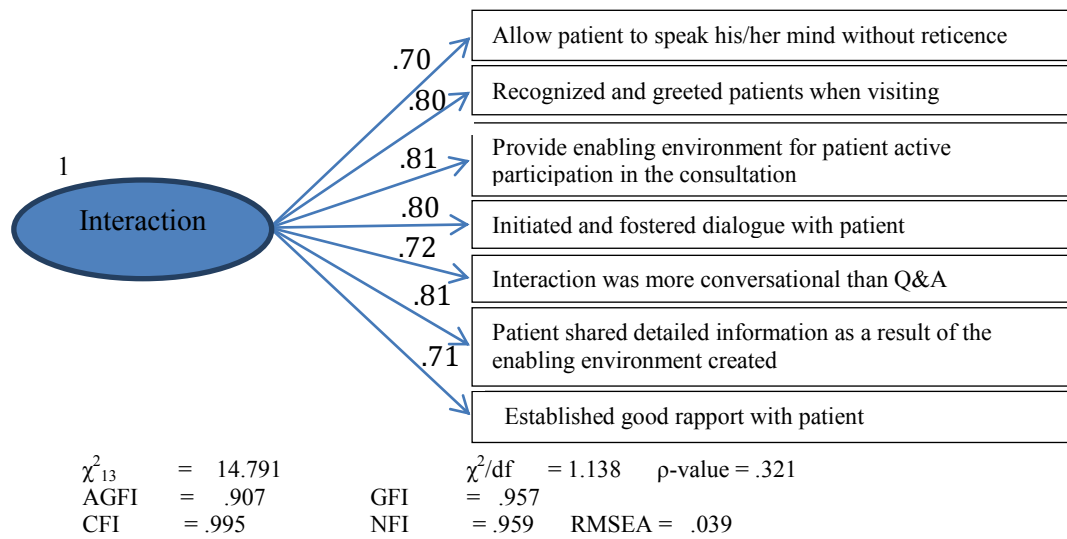 Allow patient to speak his/her mind without reticence
.70
Recognized and greeted patients when visiting
.80
Provide enabling environment for patient active
participation in the consultation
.81
1
Interaction
Initiated and fostered dialogue with patient
.80
Interaction was more conversational than Q&A
.72
Patient shared detailed information as a result of the
enabling environment created
.81
Established good rapport with patient
.71
χ²₁₃ = 14.791 χ²/df = 1.138 ρ-value = .321
AGFI = .907 GFI = .957
CFI = .995 NFI = .959 RMSEA = .039